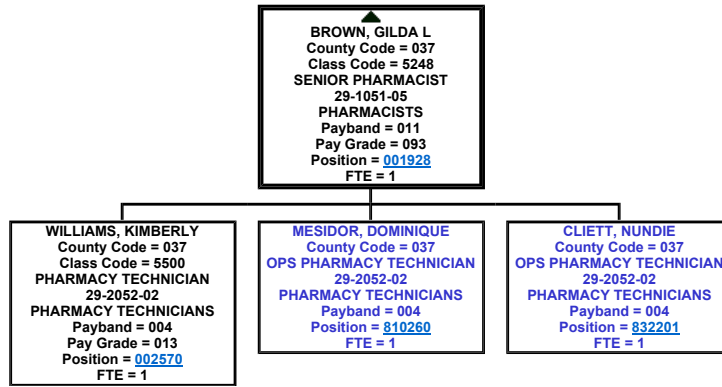 BROWN, GILDA L
County Code = 037
Class Code = 5248
SENIOR PHARMACIST
29-1051-05
PHARMACISTS
Payband = 011
Pay Grade = 093
Position = 001928
FTE = 1
WILLIAMS, KIMBERLY
County Code = 037
Class Code = 5500
PHARMACY TECHNICIAN
29-2052-02
PHARMACY TECHNICIANS
Payband = 004
Pay Grade = 013
Position = 002570
FTE = 1
MESIDOR, DOMINIQUE
County Code = 037
OPS PHARMACY TECHNICIAN
29-2052-02
PHARMACY TECHNICIANS
Payband = 004
Position = 810260
FTE = 1
CLIETT, NUNDIE
County Code = 037
OPS PHARMACY TECHNICIAN
29-2052-02
PHARMACY TECHNICIANS
Payband = 004
Position = 832201
FTE = 1